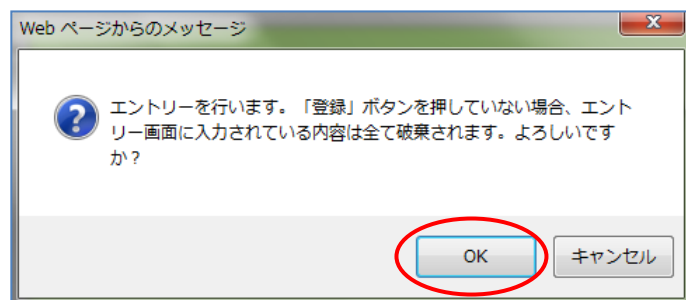 Web ページからのメッセージ
エントリーを行います。「登録」ボタンを押していない場合、エント
リー画面に入力されている内容は全て破棄されます。よろしいです
か？
OK
キャンセル